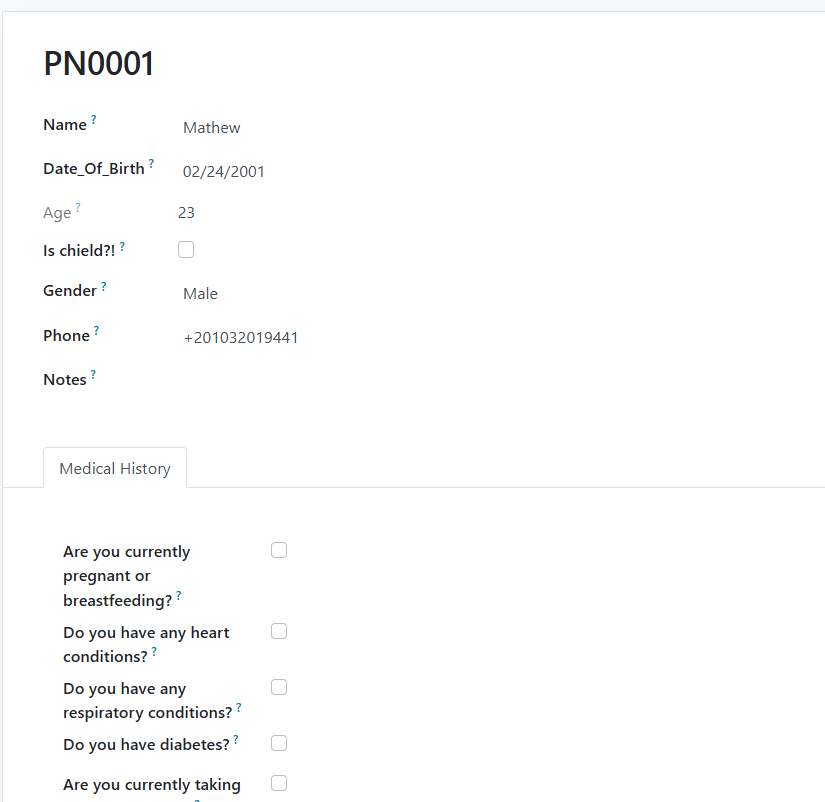 PN0001
Name ? Mathew
Date_Of_Birth ? 02/24/2001
Age ? 23
Is chield?! ?
Gender ? Male
Phone ? +201032019441
Notes ?
Medical History
Are you currently
pregnant or
breastfeeding? ?
Do you have any heart
conditions? ?
Do you have any
respiratory conditions? ?
Do you have diabetes? ?
Are you currently taking